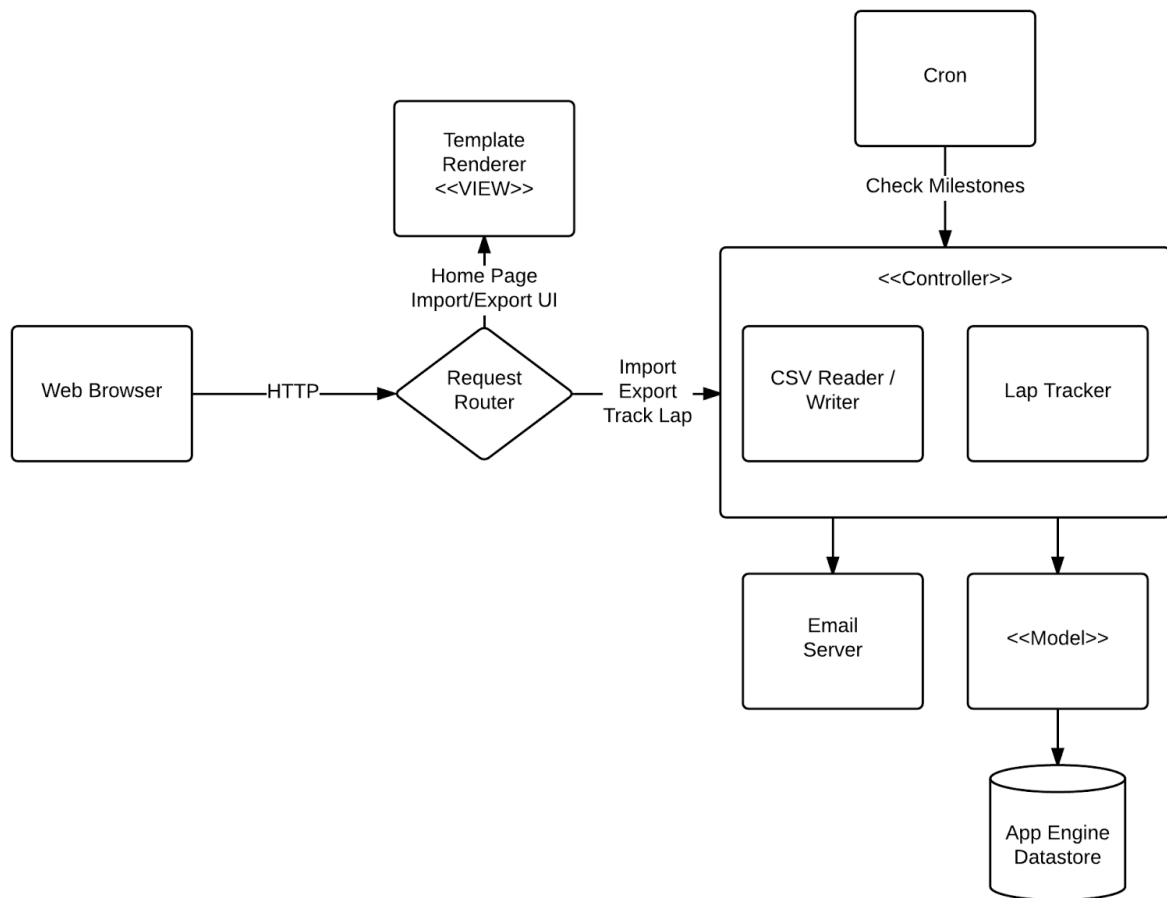 Cron
Template
Renderer
<<VIEW>>
Check Milestones
Home Page
Import/Export UI
<<Controller>>
Web Browser
HTTP
Request
Router
Import
Export
Track Lap
CSV Reader /
Writer
Lap Tracker
Email
Server
<<Model>>
App Engine
Datastore